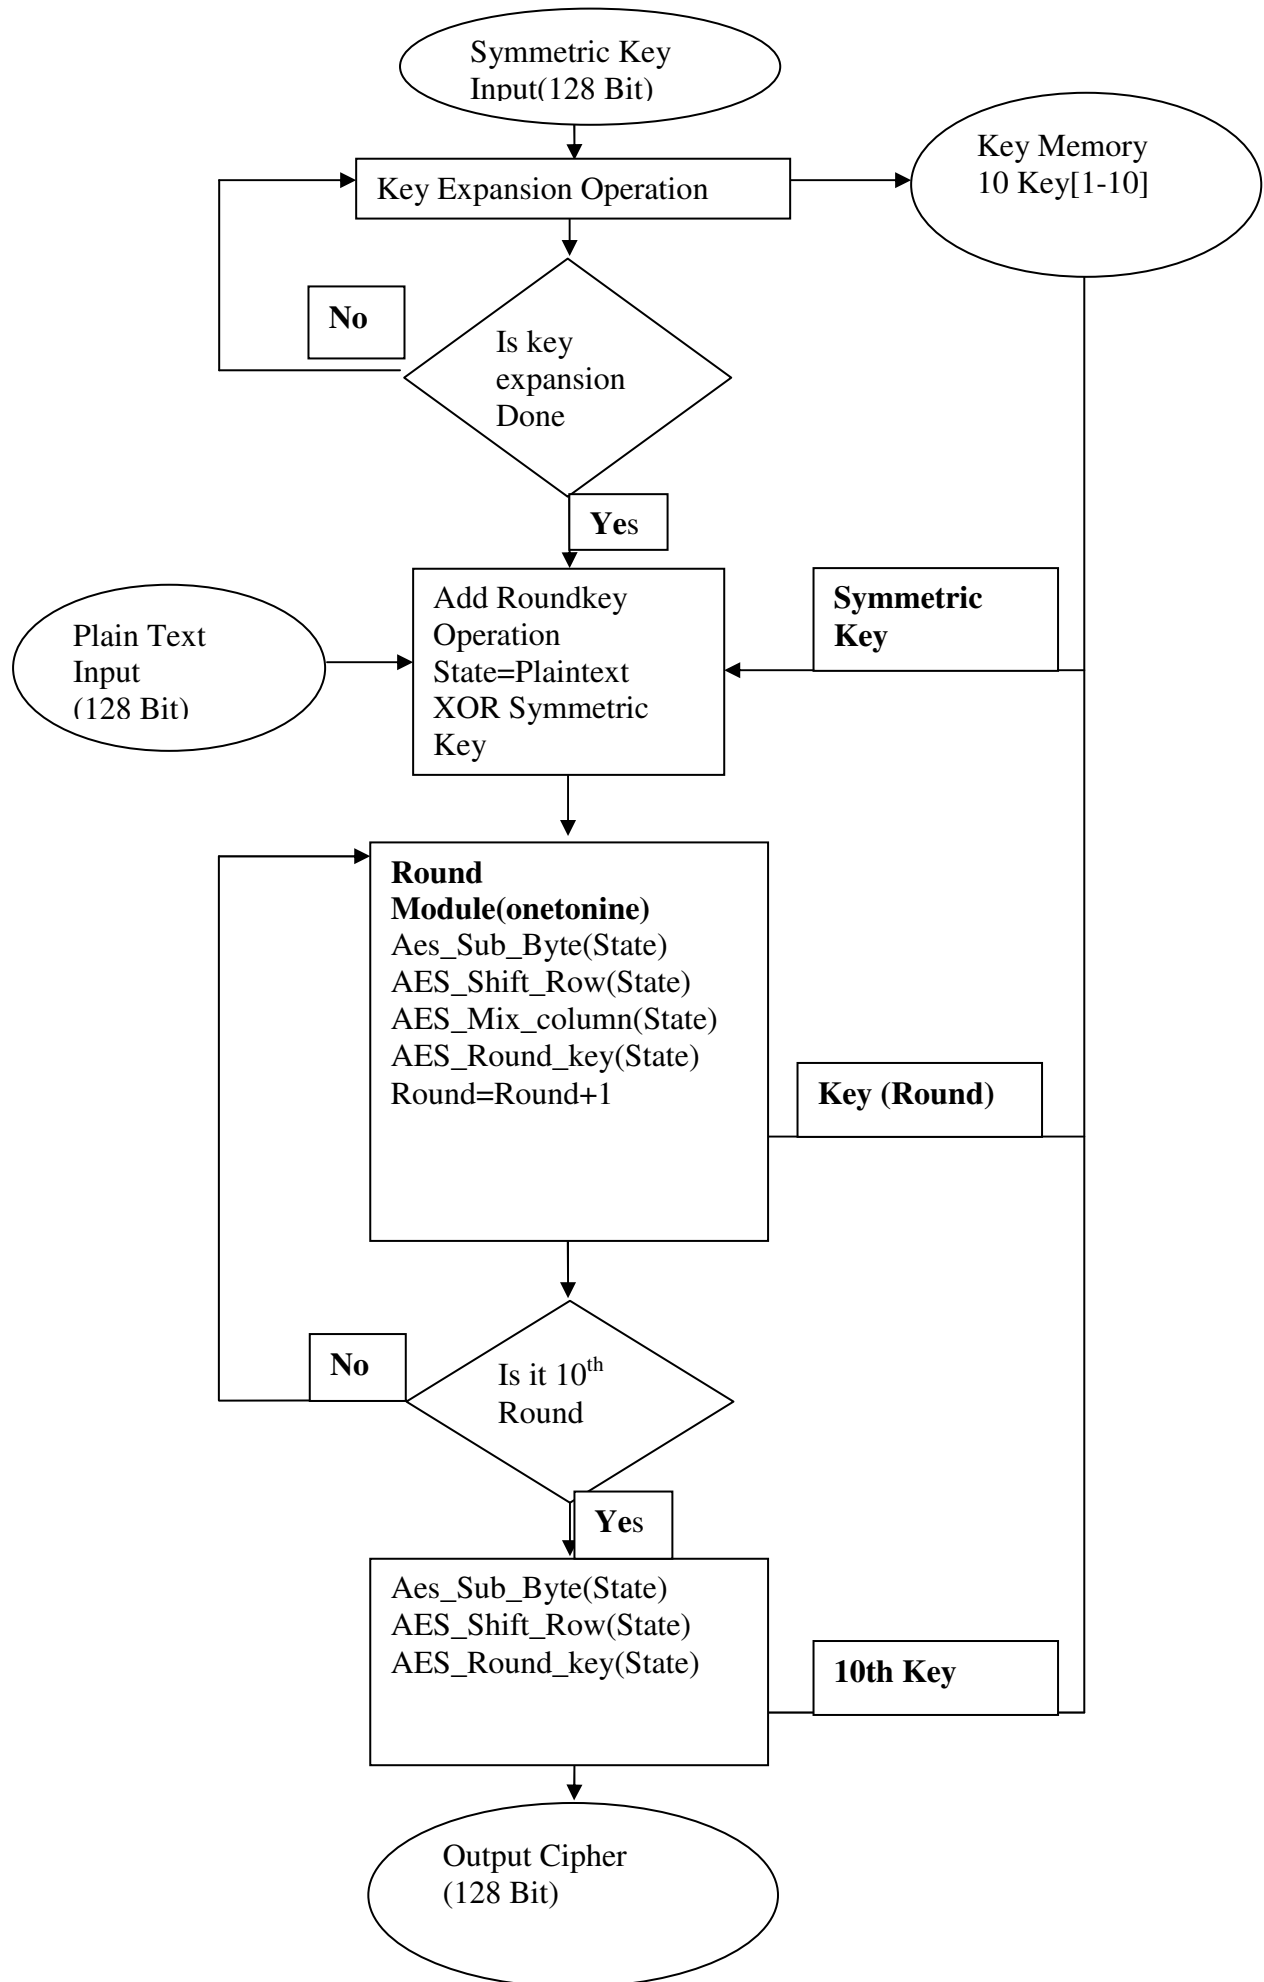 Symmetric Key
Input(128 Bit)
Key Memory
10 Key[1-10]
Key Expansion Operation
No
Is key
expansion
Done
Yes
Plain Text
Input
(128 Bit)
Add Roundkey
Operation
State=Plaintext
XOR Symmetric
Key
Symmetric
Key
Round
Module(onetonine)
Aes_Sub_Byte(State)
AES_Shift_Row(State)
AES_Mix_column(State)
AES_Round_key(State)
Round=Round+1
Key (Round)
No
Is it 10th
Round
Yes
Aes_Sub_Byte(State)
AES_Shift_Row(State)
AES_Round_key(State)
10th Key
Output Cipher
(128 Bit)